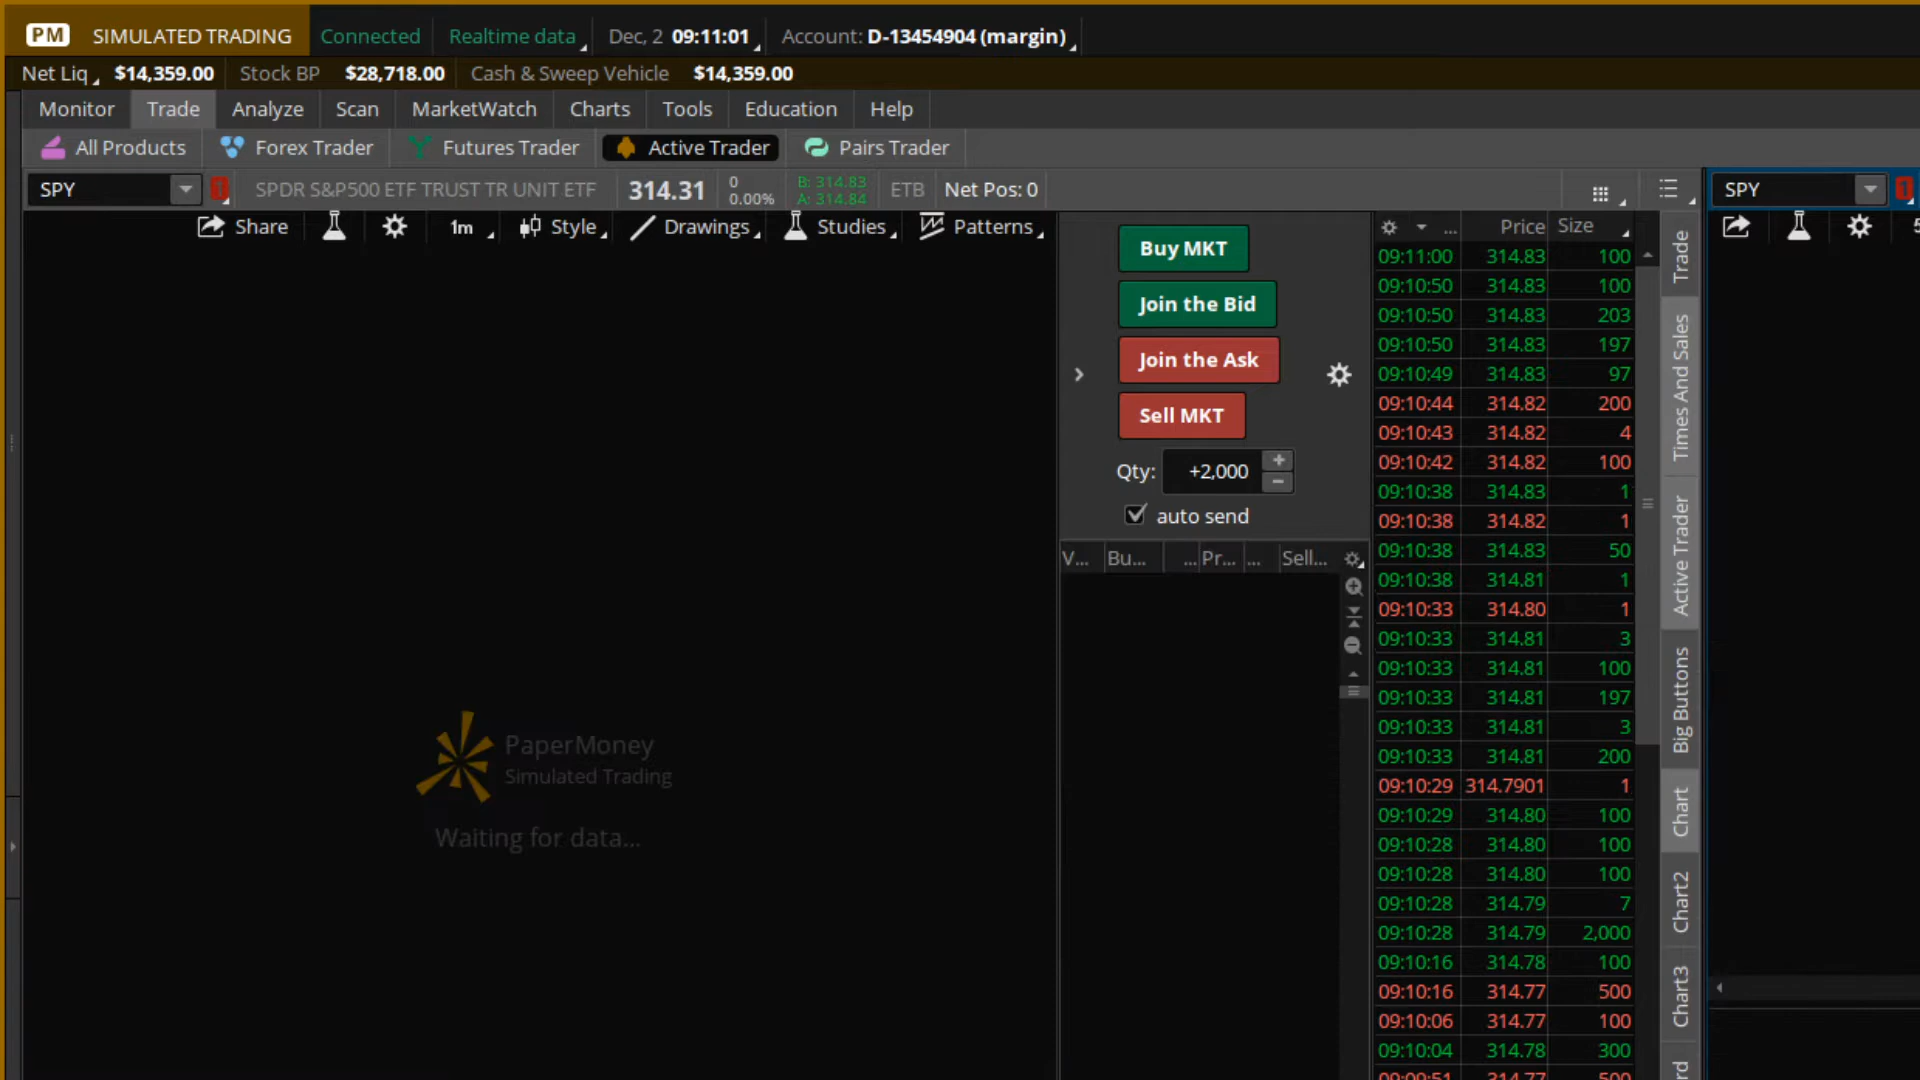 PM SIMULATED TRADING Connected Realtime data Dec, 2 09:11:01 Account: D-13454904 (margin)
Net Liq $14,359.00 Stock BP $28,718.00 Cash & Sweep Vehicle $14,359.00
Monitor Trade Analyze Scan MarketWatch Charts Tools Education Help
All Products Forex Trader Futures Trader Active Trader Pairs Trader
SPY 1 SPDR S&P500 ETF TRUST TR UNIT ETF 314.31 0 0.00% B: 314.83 A: 314.84 ETB Net Pos: 0
SPY 1
Share 1m Style Drawings Studies Patterns
Buy MKT
Join the Bid
Join the Ask
Sell MKT
Qty: +2,000
auto send
V... Bu... ... Pr... ... Sell...
PaperMoney
Simulated Trading
Waiting for data...
... Price Size
09:11:00 314.83 100
09:10:50 314.83 100
09:10:50 314.83 203
09:10:50 314.83 197
09:10:49 314.83 97
09:10:44 314.82 200
09:10:43 314.82 4
09:10:42 314.82 100
09:10:38 314.83 1
09:10:38 314.82 1
09:10:38 314.83 50
09:10:38 314.81 1
09:10:33 314.80 1
09:10:33 314.81 3
09:10:33 314.81 100
09:10:33 314.81 197
09:10:33 314.81 3
09:10:33 314.81 200
09:10:29 314.7901 1
09:10:29 314.80 100
09:10:28 314.80 100
09:10:28 314.80 100
09:10:28 314.79 7
09:10:28 314.79 2,000
09:10:16 314.78 100
09:10:16 314.77 500
09:10:06 314.77 100
09:10:04 314.78 300
09:09:51 314.77 500
Trade
Times And Sales
Active Trader
Big Buttons
Chart
Chart2
Chart3